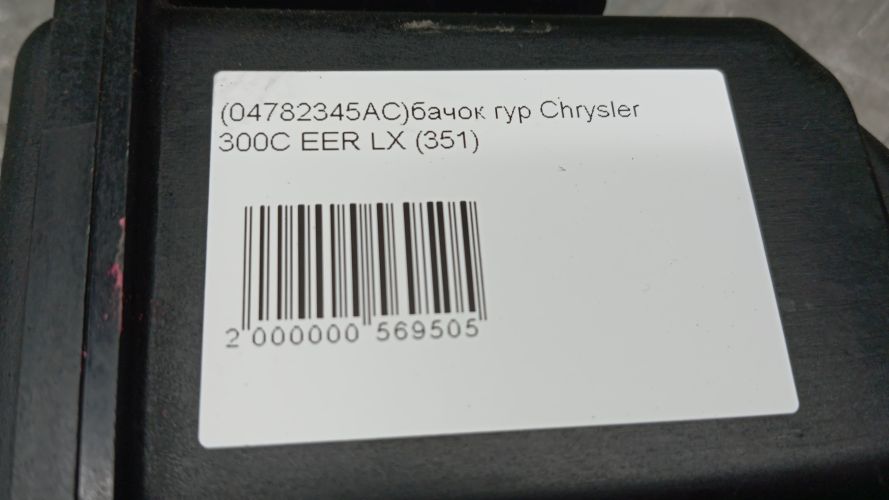 (04782345AC)бачок гур Chrysler
300C EER LX (351)
2 000000 569505